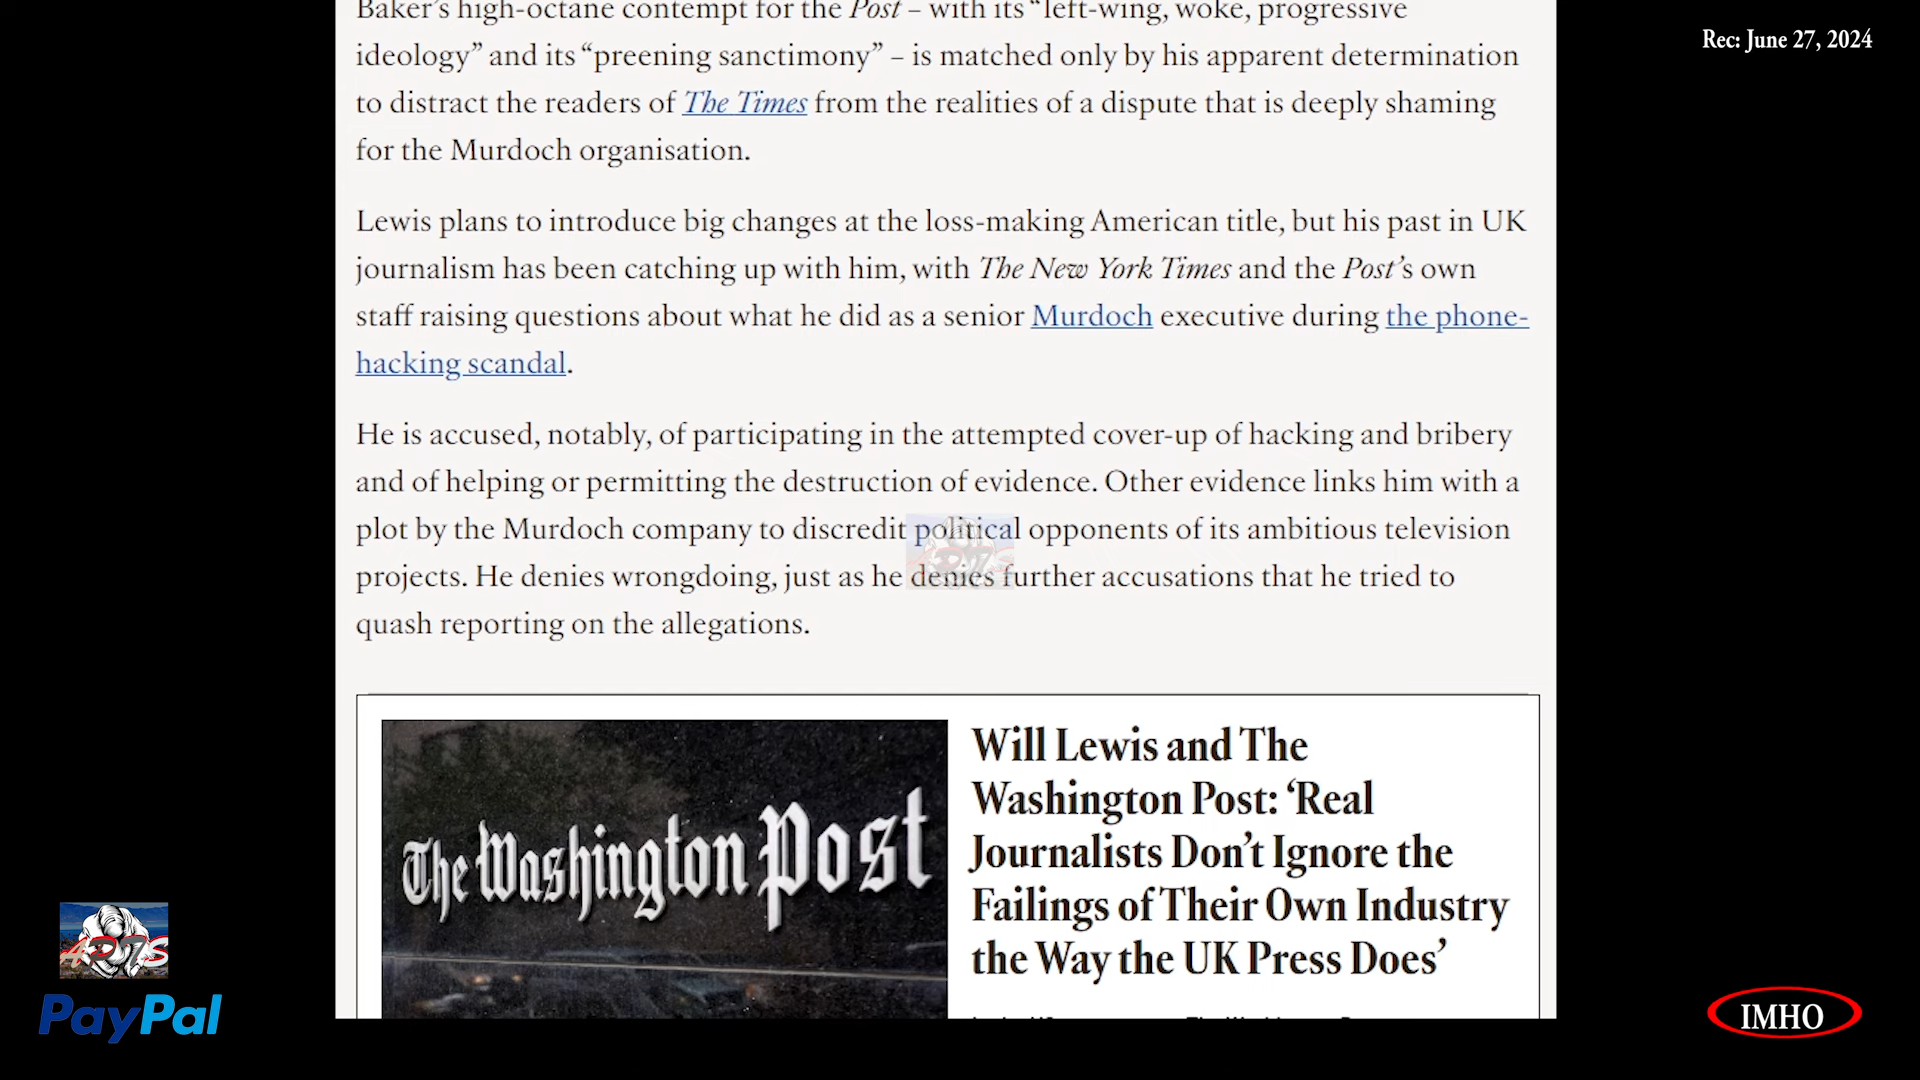 Baker’s high-octane contempt for the Post – with its “left-wing, woke, progressive
ideology” and its “preening sanctimony” – is matched only by his apparent determination
to distract the readers of The Times from the realities of a dispute that is deeply shaming
for the Murdoch organisation.
Lewis plans to introduce big changes at the loss-making American title, but his past in UK
journalism has been catching up with him, with The New York Times and the Post’s own
staff raising questions about what he did as a senior Murdoch executive during the phone-
hacking scandal.
He is accused, notably, of participating in the attempted cover-up of hacking and bribery
and of helping or permitting the destruction of evidence. Other evidence links him with a
plot by the Murdoch company to discredit political opponents of its ambitious television
projects. He denies wrongdoing, just as he denies further accusations that he tried to
quash reporting on the allegations.
The Washington Post
Will Lewis and The
Washington Post: ‘Real
Journalists Don’t Ignore the
Failings of Their Own Industry
the Way the UK Press Does’
Rec: June 27, 2024
PayPal
IMHO